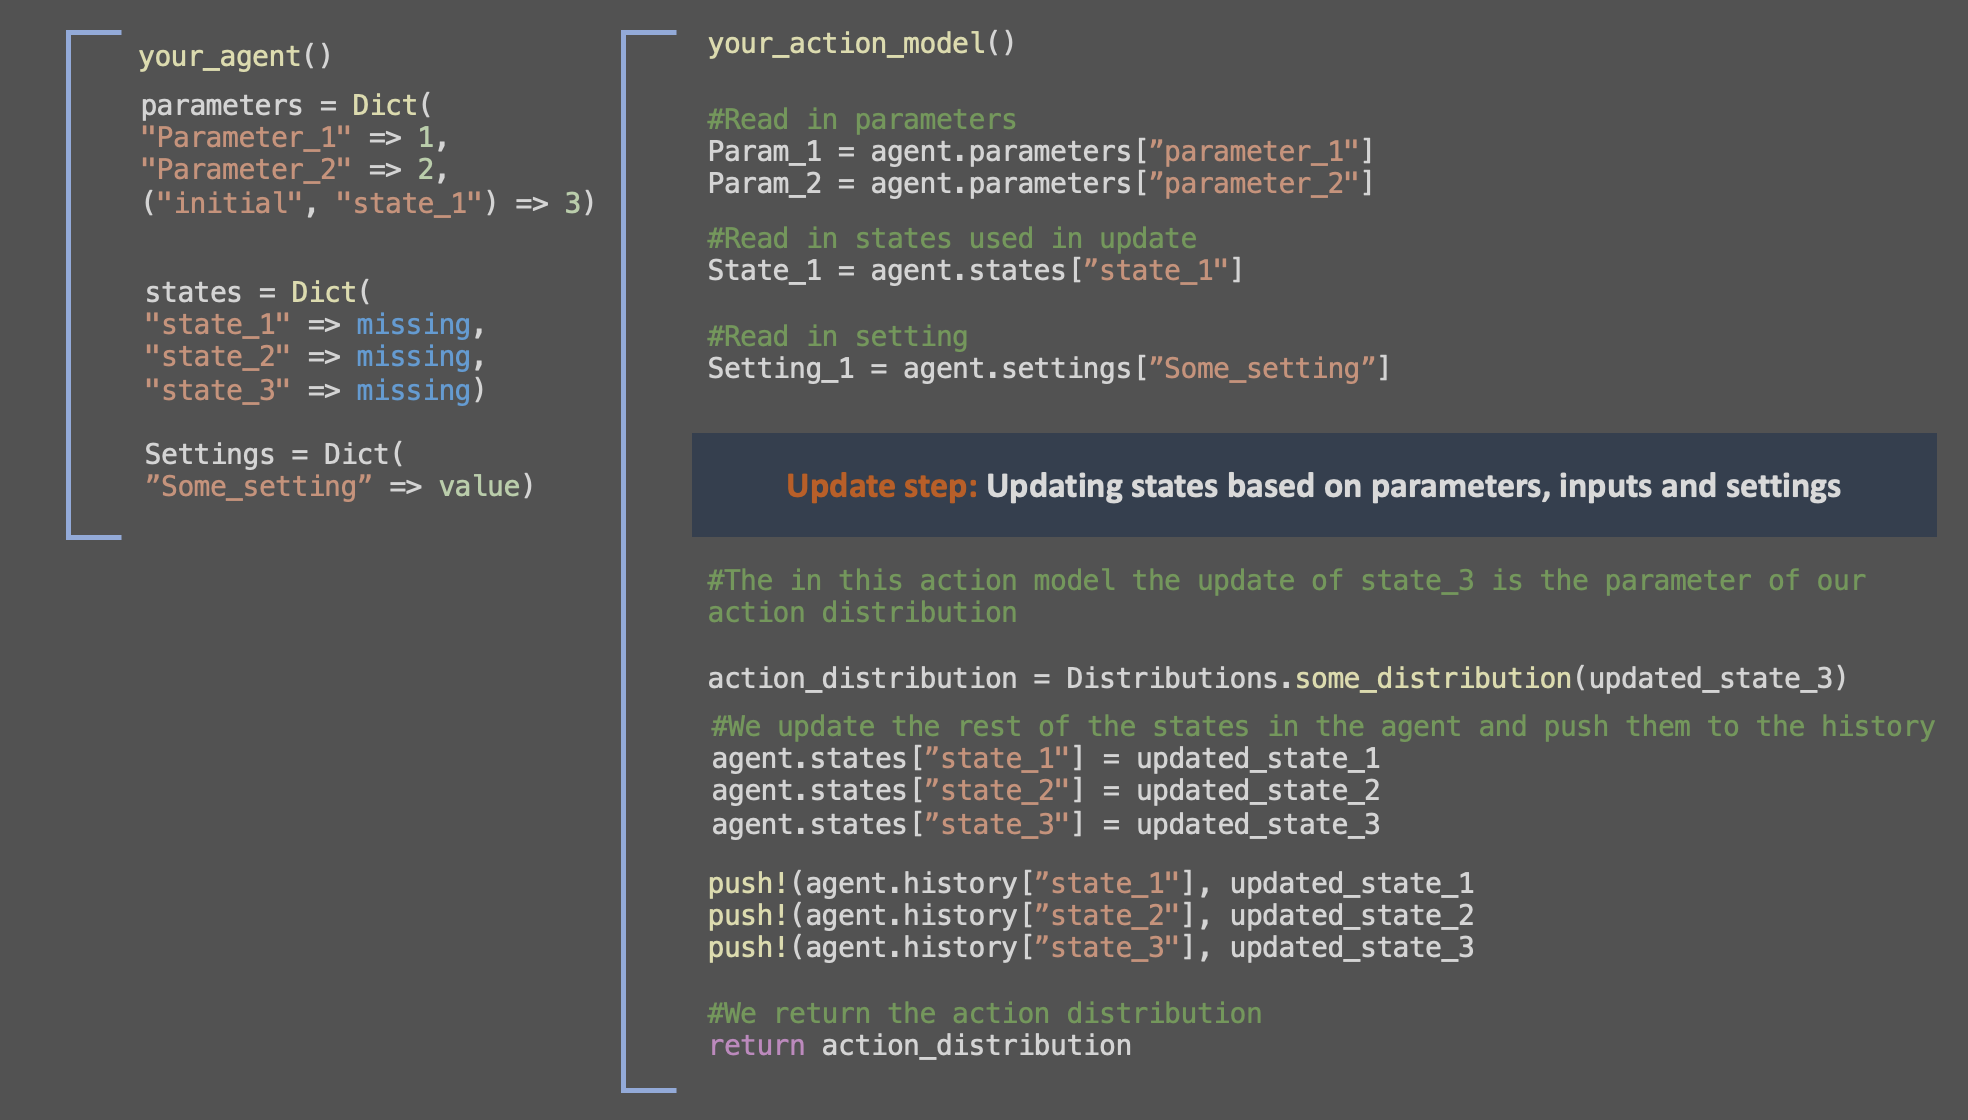 your_agent()
parameters = Dict(
"Parameter_1" => 1,
"Parameter_2" => 2,
("initial", "state_1") => 3)
states = Dict(
"state_1" => missing,
"state_2" => missing,
"state_3" => missing)
Settings = Dict(
”Some_setting” => value)
your_action_model()
#Read in parameters
Param_1 = agent.parameters[”parameter_1"]
Param_2 = agent.parameters[”parameter_2"]
#Read in states used in update
State_1 = agent.states[”state_1"]
#Read in setting
Setting_1 = agent.settings[”Some_setting”]
Update step: Updating states based on parameters, inputs and settings
#The in this action model the update of state_3 is the parameter of our
action distribution
action_distribution = Distributions.some_distribution(updated_state_3)
#We update the rest of the states in the agent and push them to the history
agent.states[”state_1"] = updated_state_1
agent.states[”state_2"] = updated_state_2
agent.states[”state_3"] = updated_state_3
push!(agent.history[”state_1"], updated_state_1
push!(agent.history[”state_2"], updated_state_2
push!(agent.history[”state_3"], updated_state_3
#We return the action distribution
return action_distribution